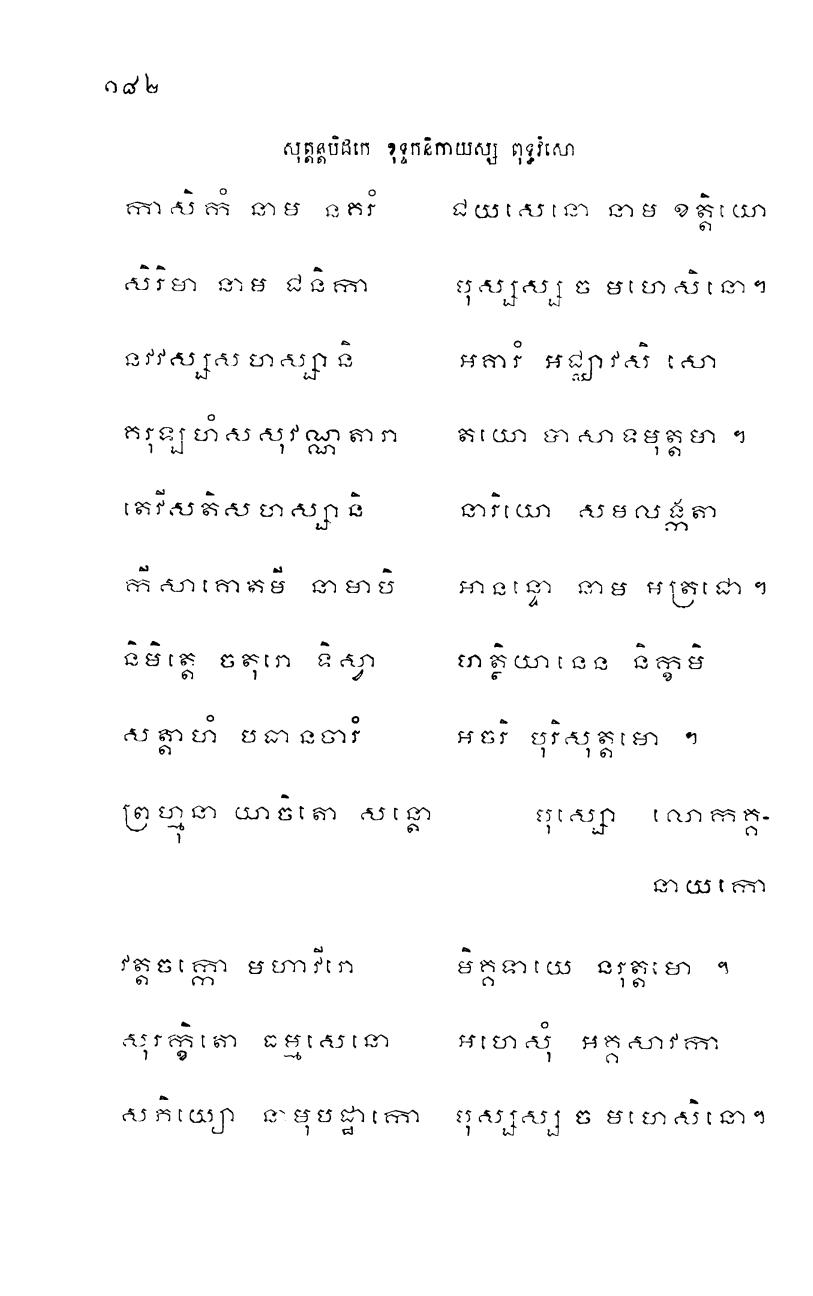 ១៨២
សុត្តន្តបិដកេ ខុទ្ទកនិកាយស្ស ពុទ្ធវំសោ
កាសិកំ នាម នគរំ ជយសេនោ នាម ខត្តិយោ
សិរិមា នាម ជនិកា បុស្សស្ស ច មហេសិនោ។
នវវស្សសហស្សានិ អគារំ អជ្ឈាវសិ សោ
គរុឡហំសសុវណ្ណតារា តយោ បាសាទមុត្តមា ។
តេវីសតិសហស្សានិ នារិយោ សមលង្កតា
កីសាគោតមី នាមាបិ អានន្ទោ នាម អត្រជោ។
និមិត្តេ ចតុរោ ទិស្វា ហត្ថិយានេន និក្ខមិ
សត្តាហំ បធានចារំ អចរិ បុរិសុត្តមោ ។
ព្រហ្មុនា យាចិតោ សន្តោ បុស្សោ លោកគ្គ-
នាយកោ
វត្តចក្កោ មហាវីរោ មិគ្គទាយេ នរុត្តមោ ។
សុរក្ខិតោ ធម្មសេនោ អហេសុំ អគ្គសាវកា
សភិយ្យោ នាមុបដ្ឋាកោ បុស្សស្ស ច មហេសិនោ។